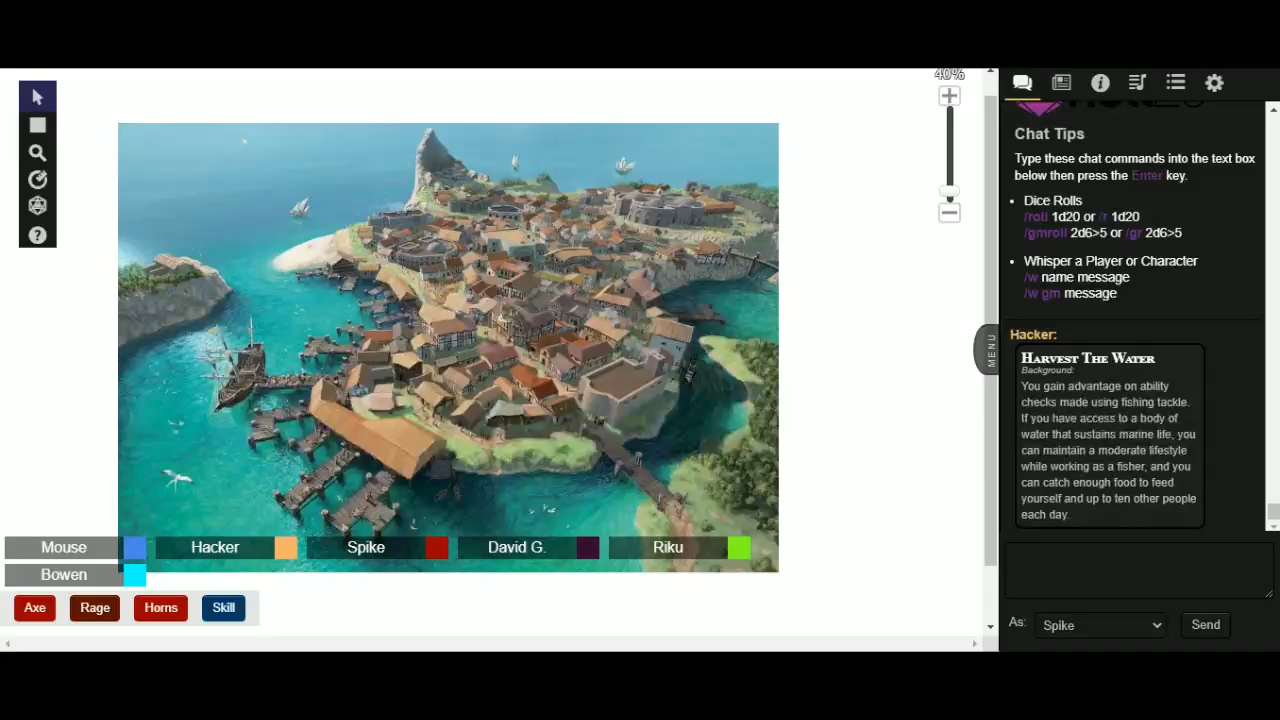 40%
Chat Tips
Type these chat commands into the text box
below then press the Enter key.
Dice Rolls
/roll 1d20 or /r 1d20
/gmroll 2d6>5 or /gr 2d6>5
Whisper a Player or Character
/w name message
/w gm message
MENU
Hacker:
Harvest The Water
Background:
You gain advantage on ability
checks made using fishing tackle.
If you have access to a body of
water that sustains marine life, you
can maintain a moderate lifestyle
while working as a fisher, and you
can catch enough food to feed
yourself and up to ten other people
each day.
Mouse
Hacker
Spike
David G.
Riku
Bowen
Axe
Rage
Horns
Skill
As:
Spike
Send